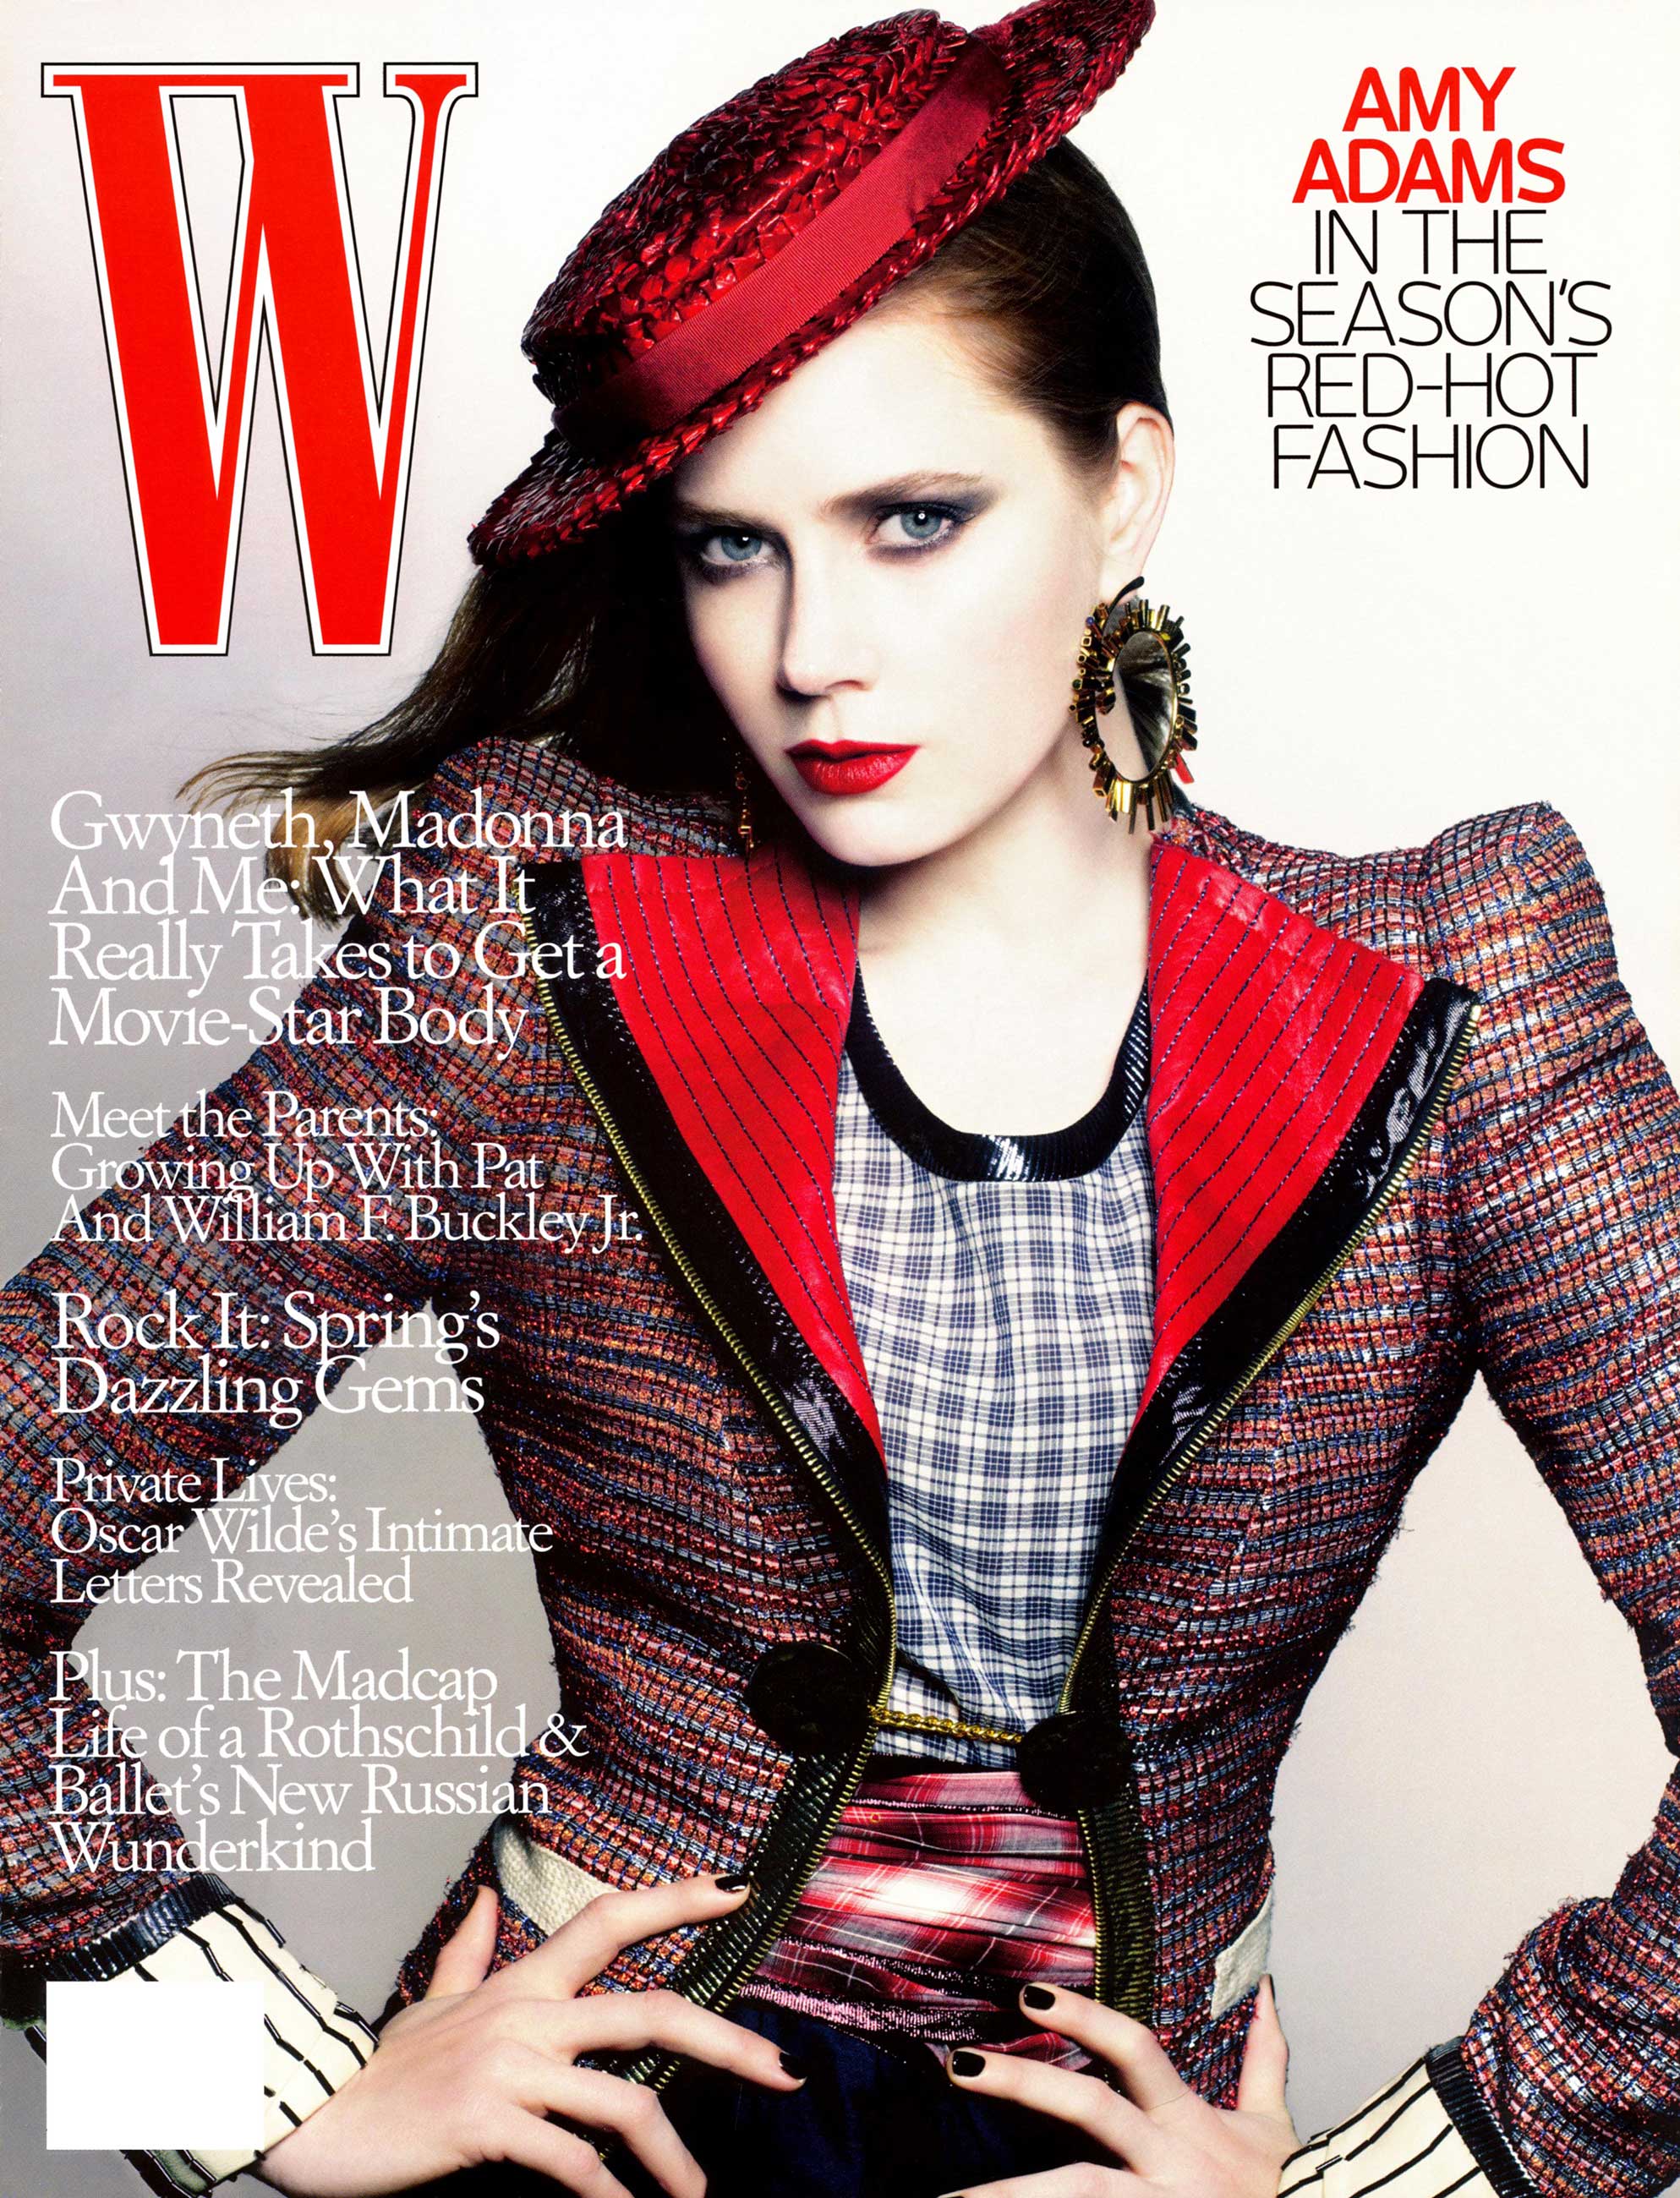 W
AMY
ADAMS
IN THE
SEASON'S
RED-HOT
FASHION
Gwyneth, Madonna
And Me: What It
Really Takes to Get a
Movie-Star Body
Meet the Parents:
Growing Up With Pat
And William F. Buckley Jr.
Rock It: Spring's
Dazzling Gems
Private Lives:
Oscar Wilde's Intimate
Letters Revealed
Plus: The Madcap
Life of a Rothschild &
Ballet's New Russian
Wunderkind